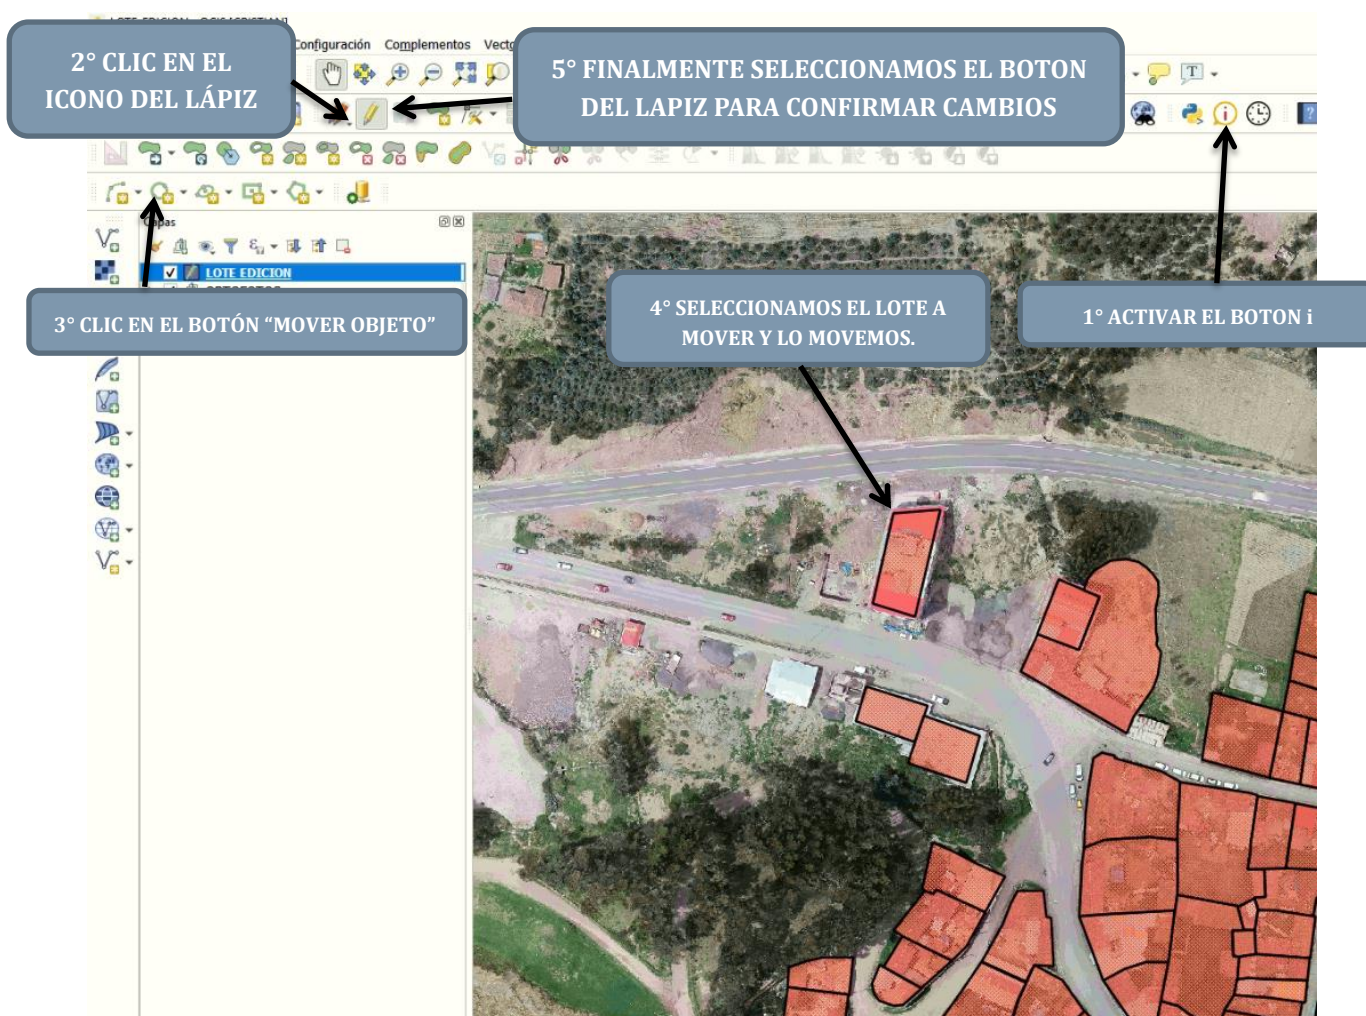 2° CLIC EN EL
ICONO DEL LÁPIZ
Configuración Complementos
5° FINALMENTE SELECCIONAMOS EL BOTON
DEL LAPIZ PARA CONFIRMAR CAMBIOS
LOTE EDICION
3° CLIC EN EL BOTÓN “MOVER OBJETO”
4° SELECCIONAMOS EL LOTE A
MOVER Y LO MOVEMOS.
1° ACTIVAR EL BOTON i